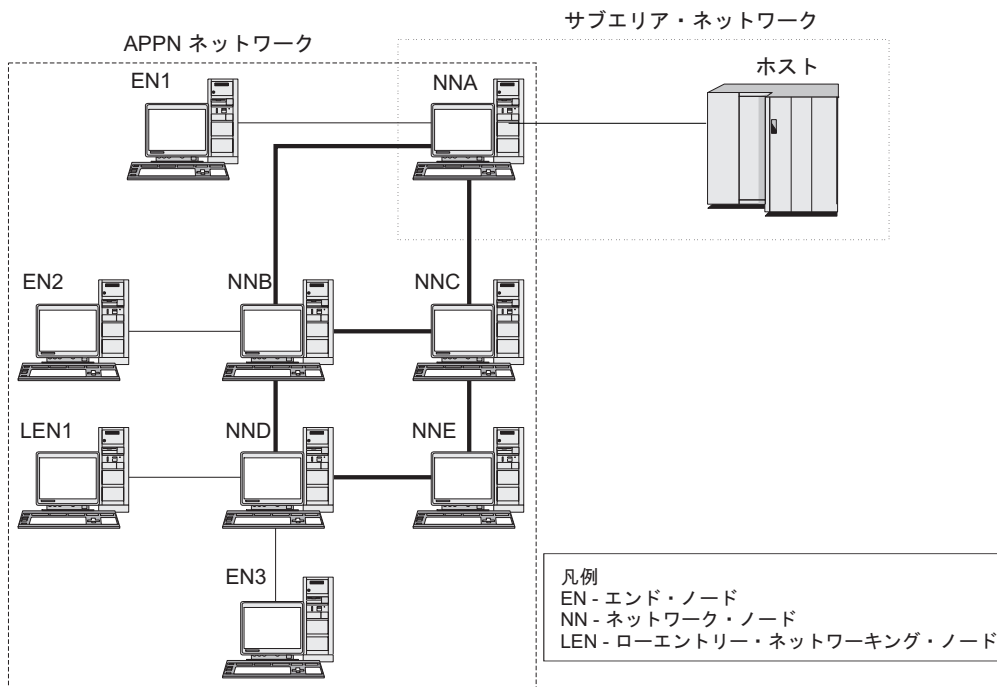 サブエリア・ネットワーク
APPN ネットワーク
EN1
NNA
ホスト
EN2
NNB
NNC
LEN1
NND
NNE
EN3
凡例
EN - エンド・ノード
NN - ネットワーク・ノード
LEN - ローエントリー・ネットワーキング・ノード